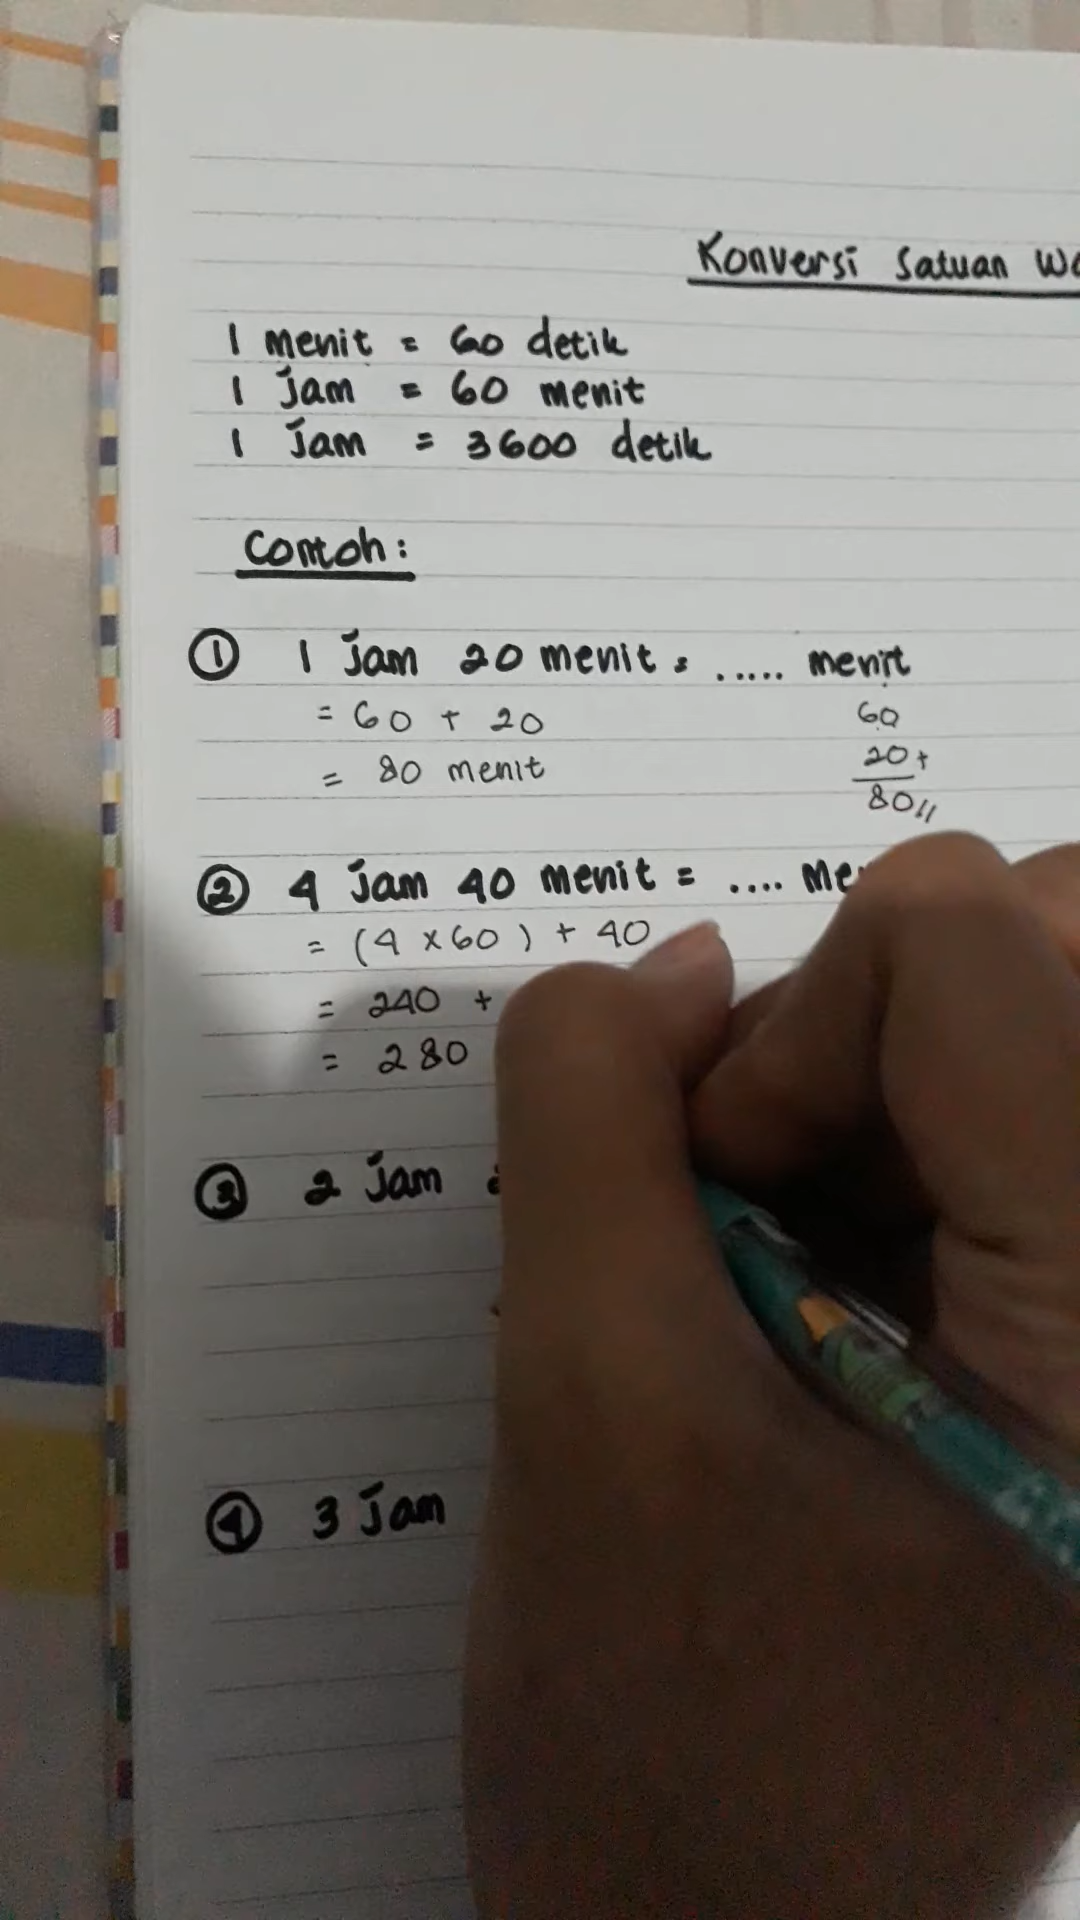 Konversi Satuan
1 menit = 60 detik
1 Jam = 60 menit
1 Jam = 3600 detik
Contoh:
① 1 Jam 20 menit = ..... menit
= 60 + 20
= 80 menit
60
20 +
80 //
② 4 Jam 40 menit = ....
= (4 x 60) + 40
= 240 +
= 280
③ 2 Jam
④ 3 Jam